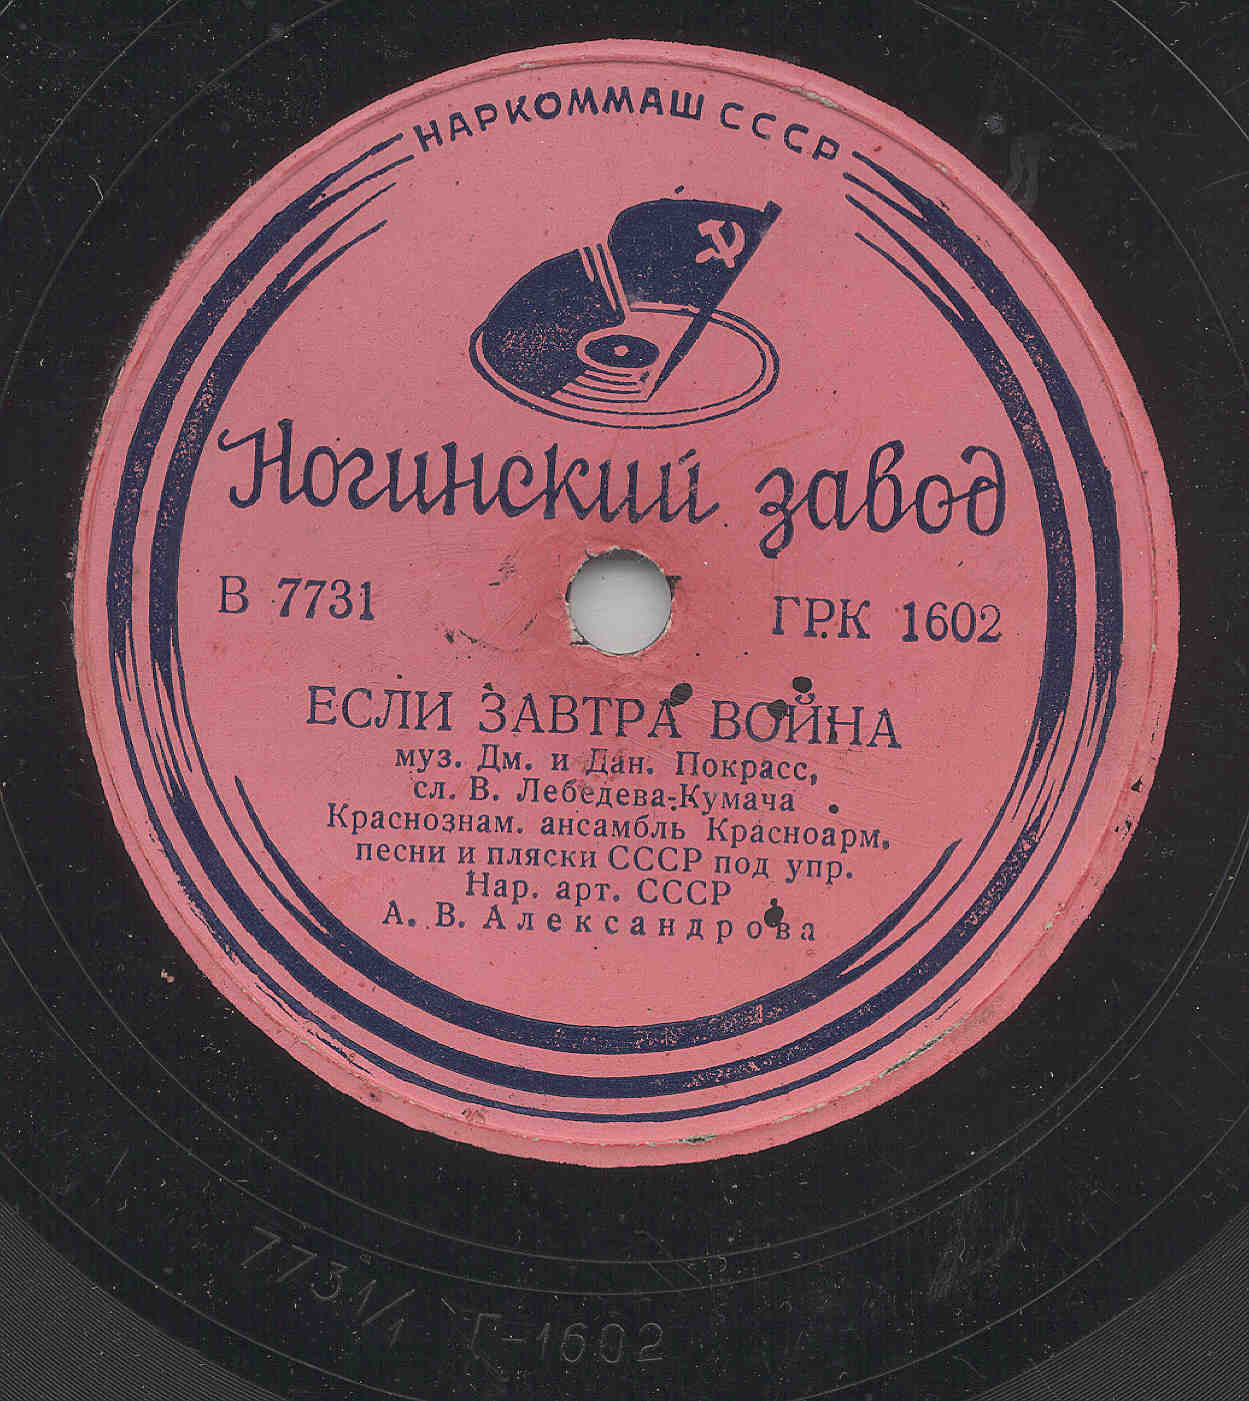 НАРКОММАШ СССР
Ногинский завод
В 7731
ГРК 1602
ЕСЛИ ЗАВТРА ВОЙНА
муз. Дм. и Дан. Покрасс,
сл. В. Лебедева-Кумача
Краснознам. ансамбль Красноарм.
песни и пляски СССР под упр.
Нар. арт. СССР
А. В. Александрова
7731/1 Г-1602